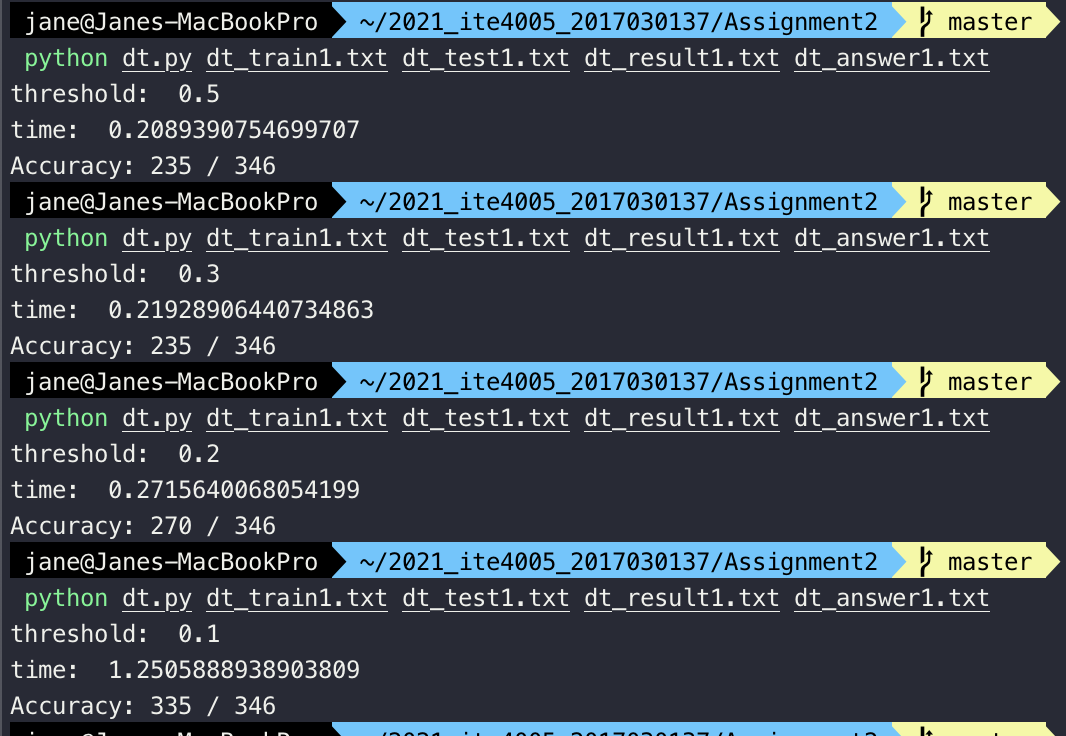 jane@Janes-MacBookPro ~/2021_ite4005_2017030137/Assignment2 master
python dt.py dt_train1.txt dt_test1.txt dt_result1.txt dt_answer1.txt
threshold:  0.5
time:  0.2089390754699707
Accuracy: 235 / 346
jane@Janes-MacBookPro ~/2021_ite4005_2017030137/Assignment2 master
python dt.py dt_train1.txt dt_test1.txt dt_result1.txt dt_answer1.txt
threshold:  0.3
time:  0.21928906440734863
Accuracy: 235 / 346
jane@Janes-MacBookPro ~/2021_ite4005_2017030137/Assignment2 master
python dt.py dt_train1.txt dt_test1.txt dt_result1.txt dt_answer1.txt
threshold:  0.2
time:  0.2715640068054199
Accuracy: 270 / 346
jane@Janes-MacBookPro ~/2021_ite4005_2017030137/Assignment2 master
python dt.py dt_train1.txt dt_test1.txt dt_result1.txt dt_answer1.txt
threshold:  0.1
time:  1.2505888938903809
Accuracy: 335 / 346